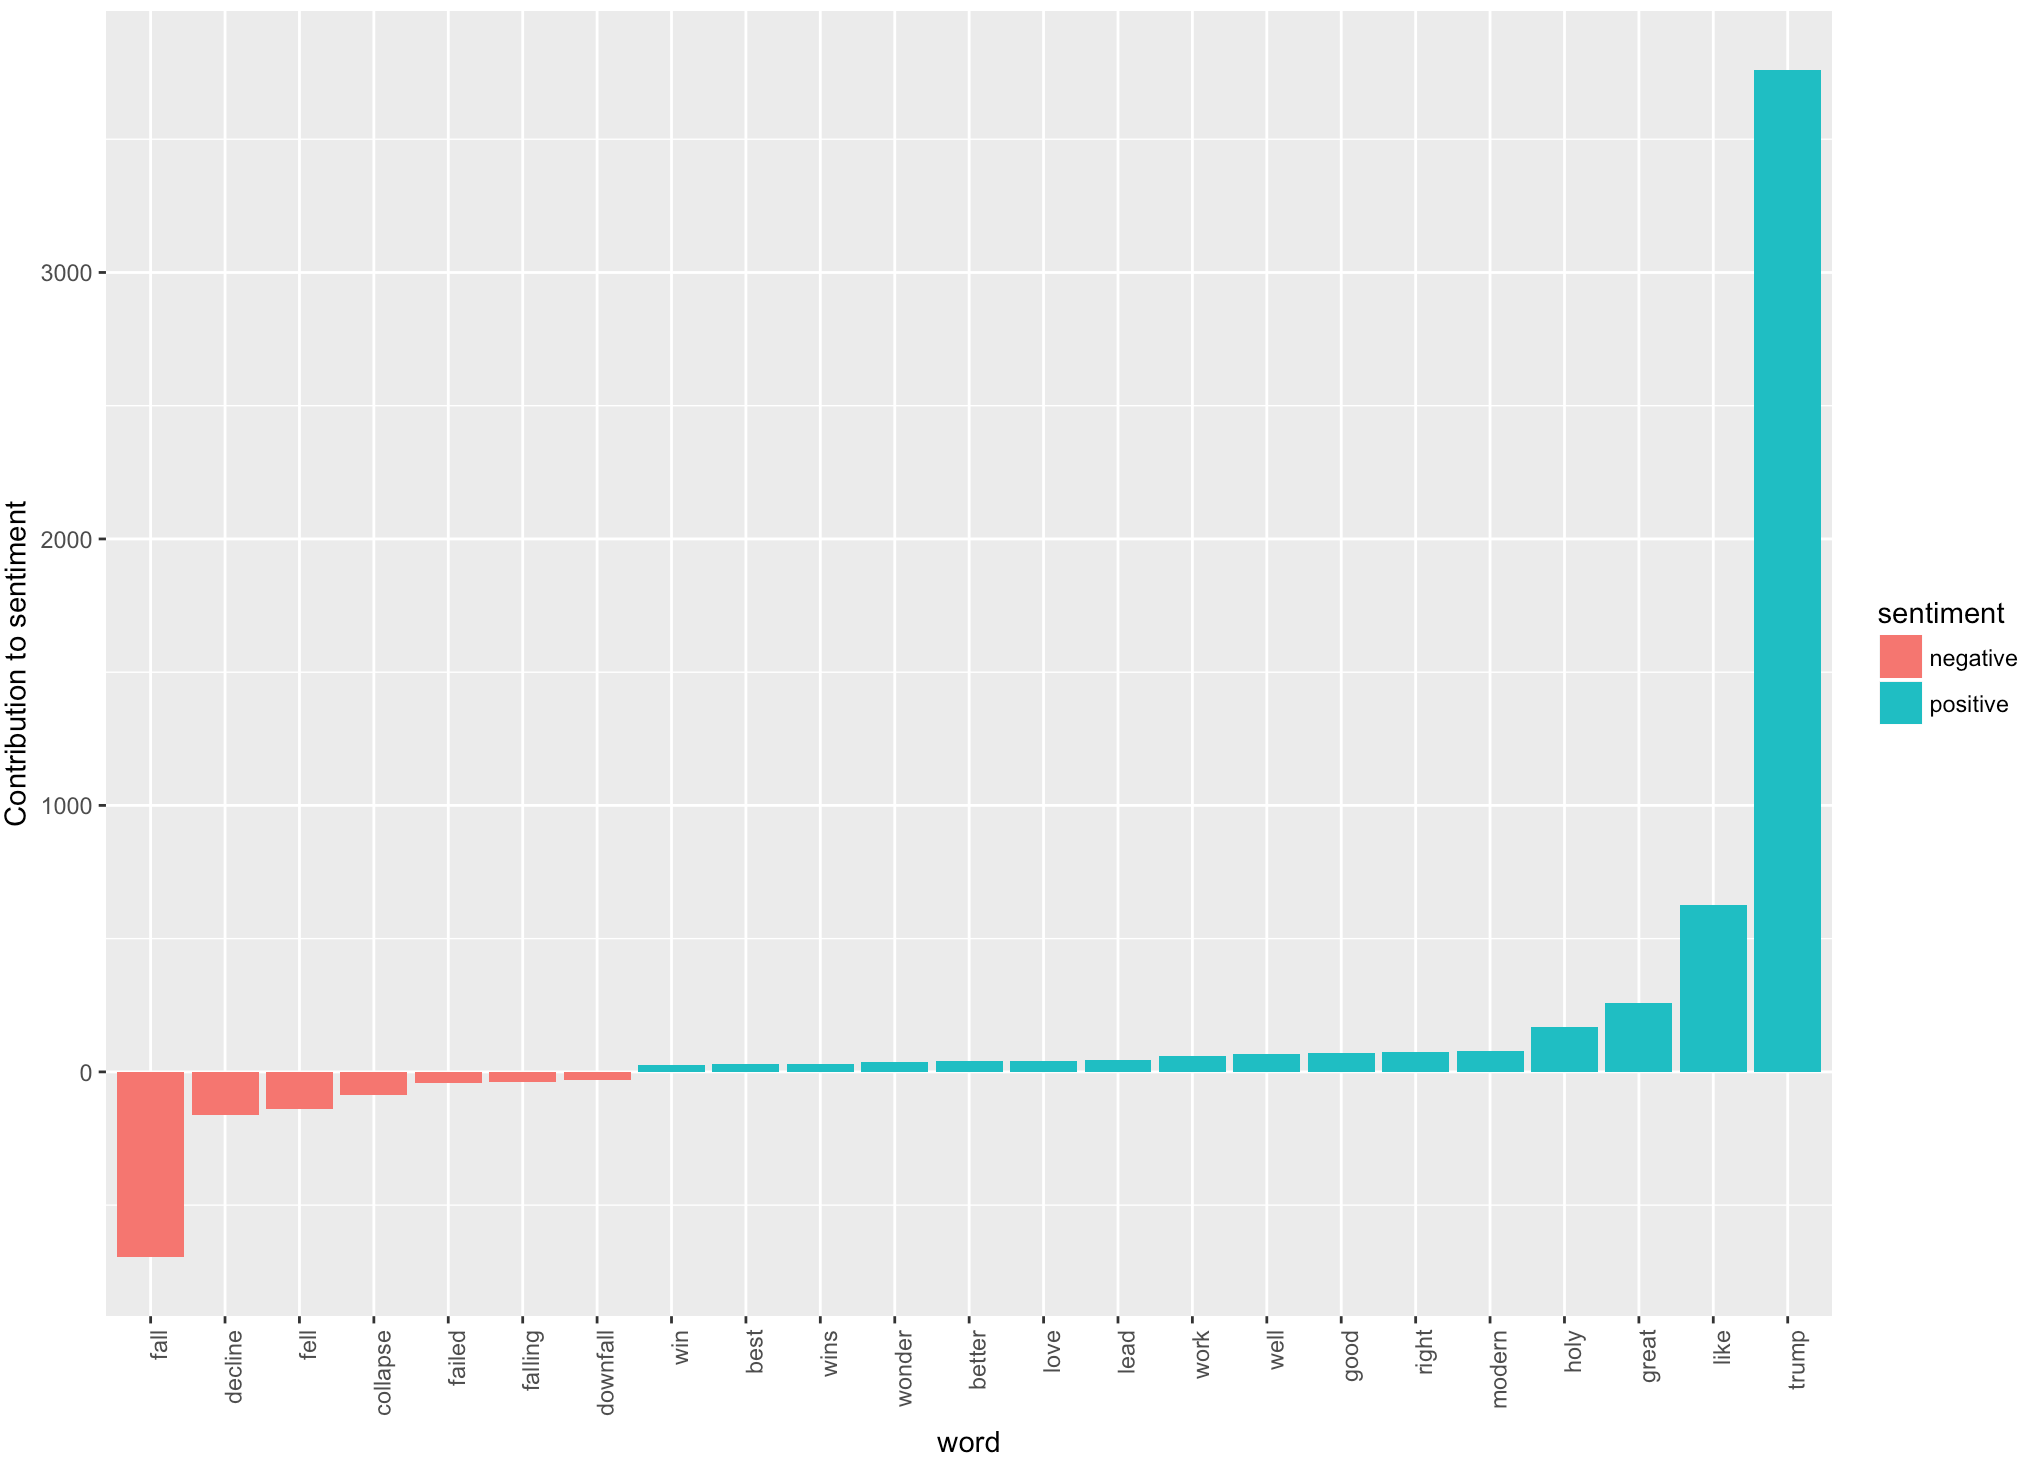 Contribution to sentiment
3000
2000
1000
0
fall
decline
fell
collapse
failed
falling
downfall
win
best
wins
wonder
better
love
lead
work
well
good
right
modern
holy
great
like
trump
word
sentiment
negative
positive